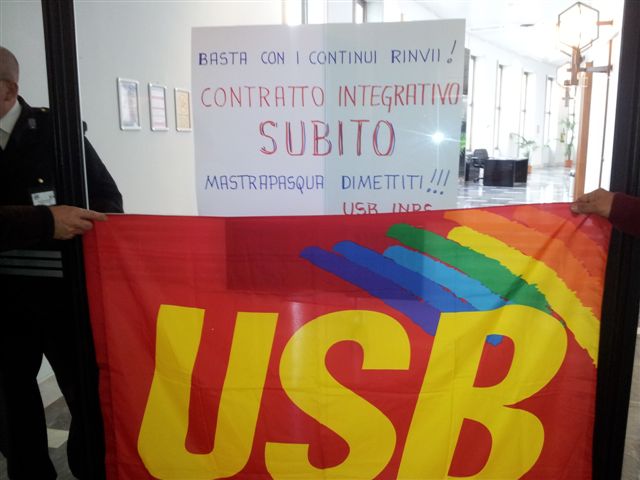 BASTA CON I CONTINUI RINVII!
CONTRATTO INTEGRATIVO
SUBITO
MASTRAPASQUA DIMETTITI!!!
USB INPS
USB